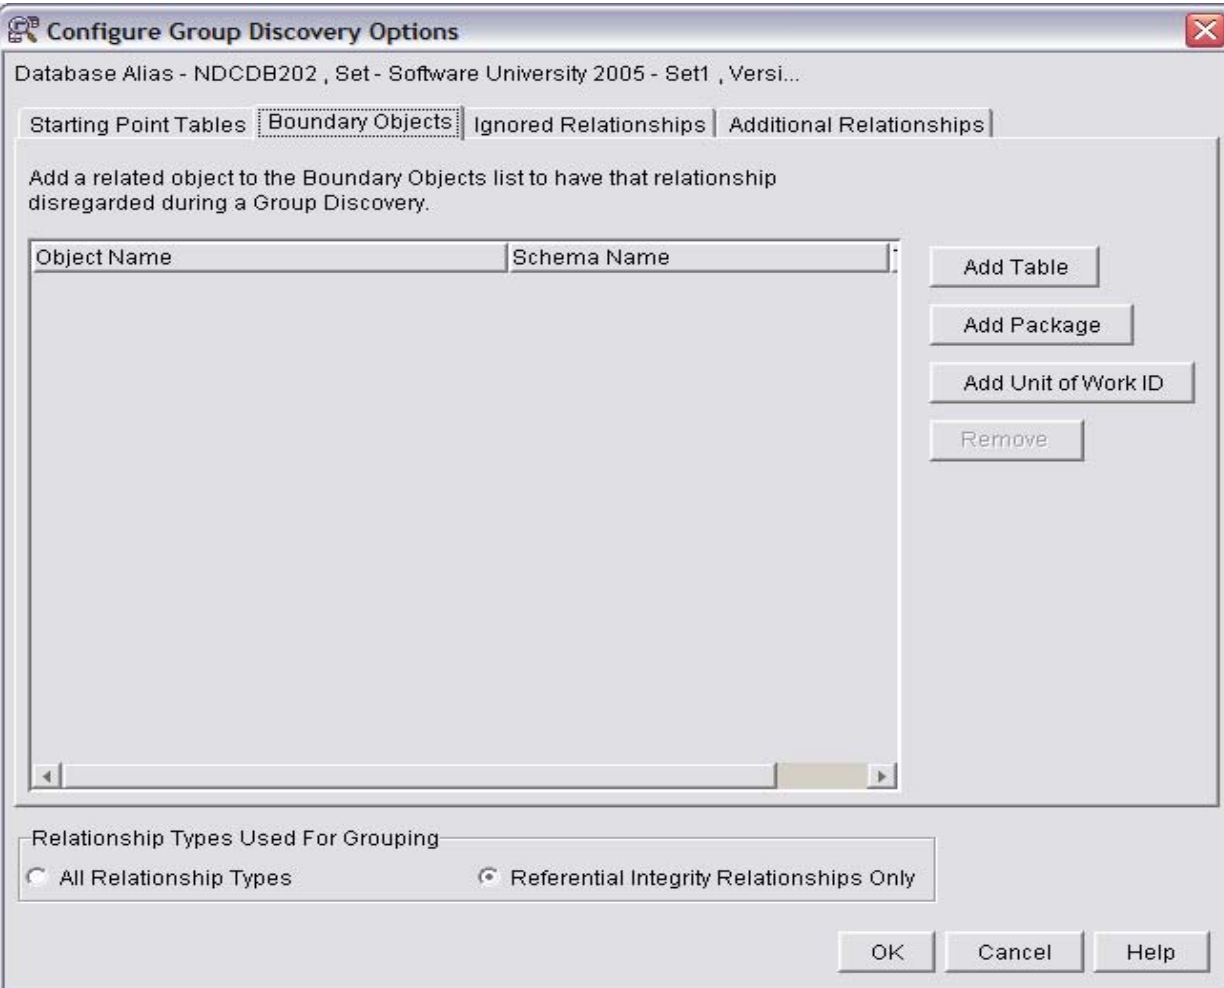 Configure Group Discovery Options
Database Alias - NDCDB202 , Set - Software University 2005 - Set1 , Versi...
Starting Point Tables Boundary Objects Ignored Relationships Additional Relationships
Add a related object to the Boundary Objects list to have that relationship
disregarded during a Group Discovery.
Object Name Schema Name
Add Table
Add Package
Add Unit of Work ID
Remove
Relationship Types Used For Grouping
All Relationship Types Referential Integrity Relationships Only
OK Cancel Help